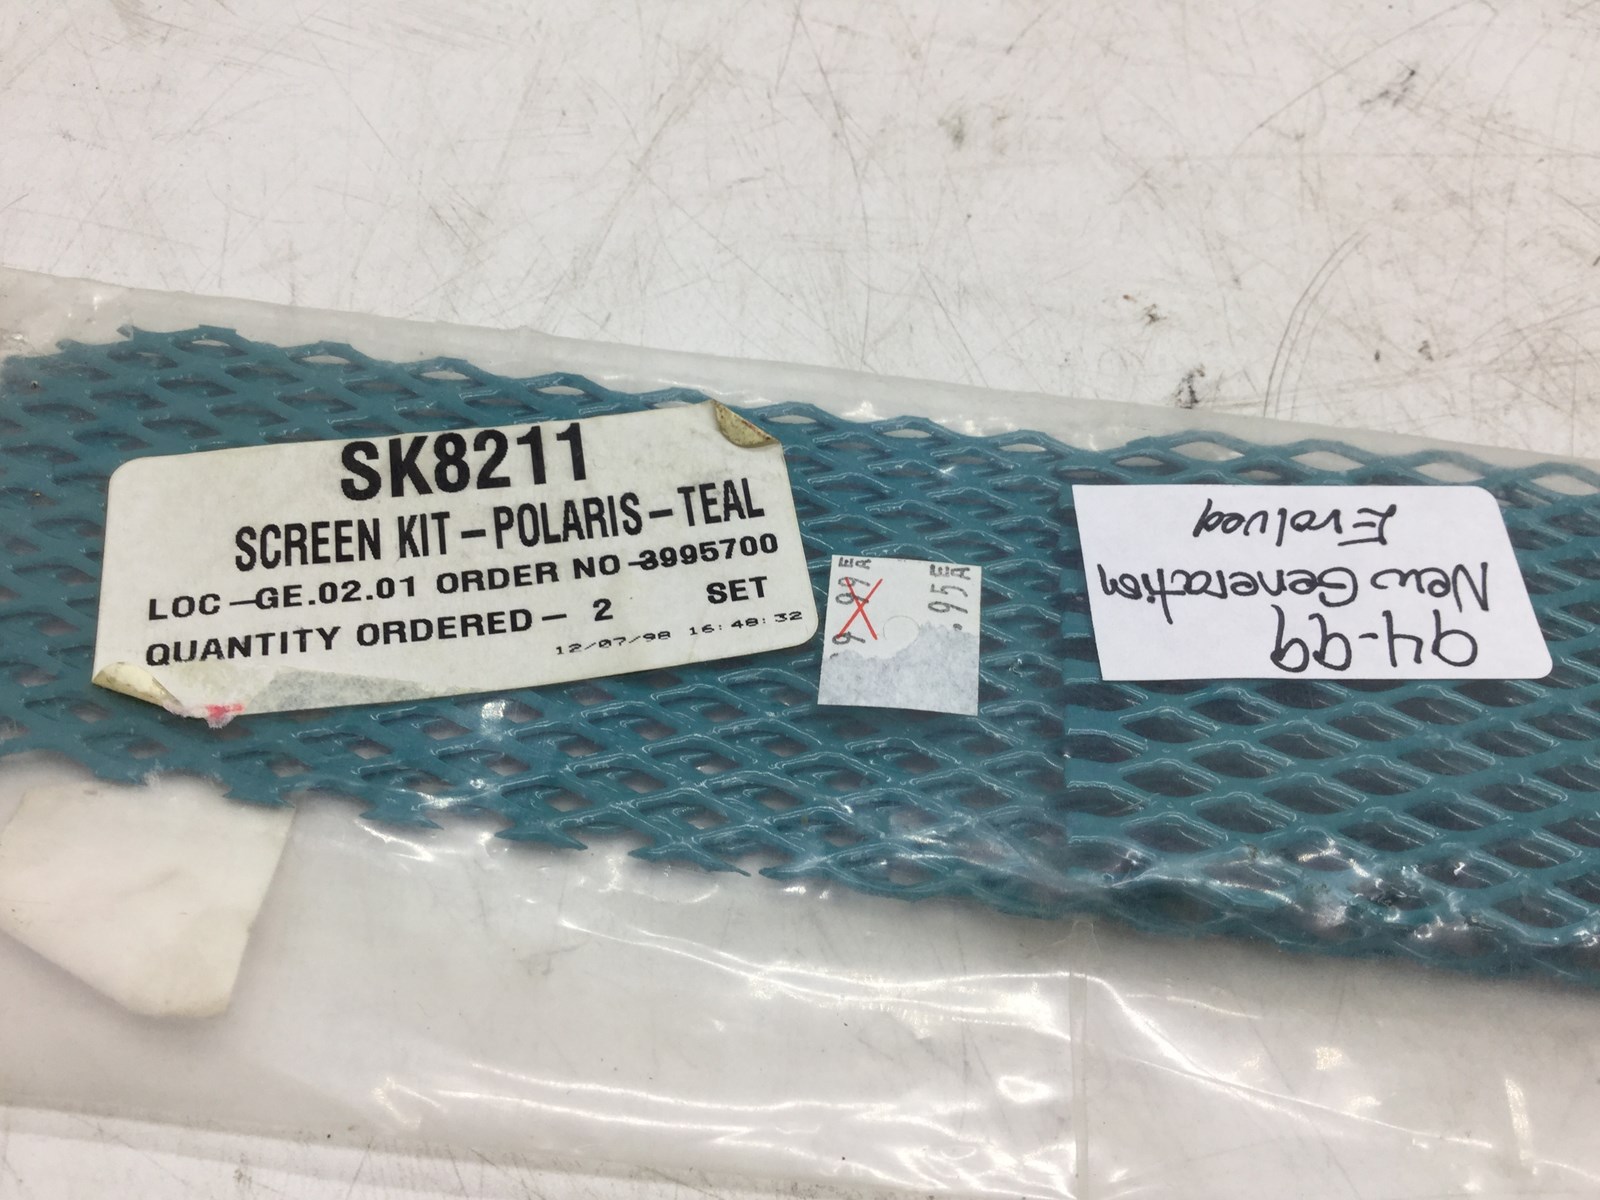 SK8211
SCREEN KIT-POLARIS-TEAL
LOC-GE.02.01 ORDER NO-3995700
QUANTITY ORDERED- 2 SET
12/07/98 16:48:32
.95EA
94-99
New Generation
Evolved